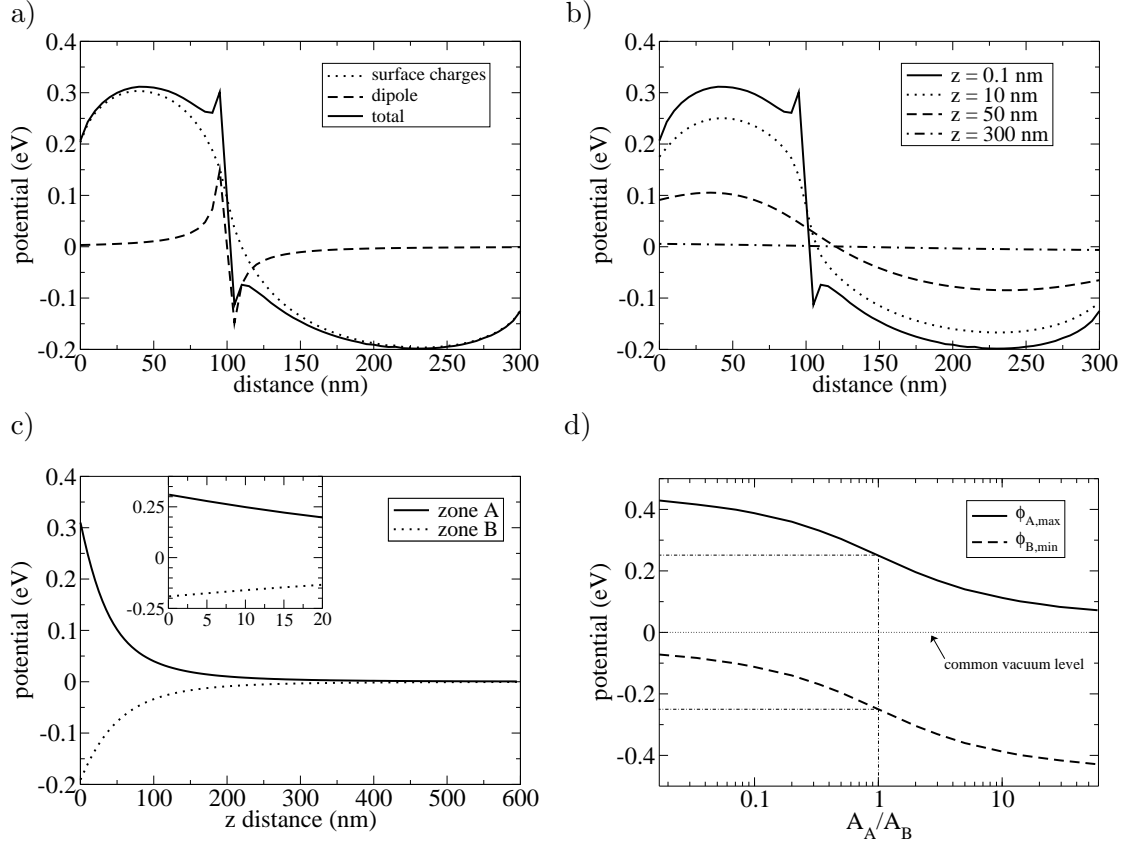 a)
0.4
0.3
0.2
0.1
0
-0.1
-0.2
potential (eV)
0 50 100 150 200 250 300
distance (nm)
surface charges
dipole
total
b)
0.4
0.3
0.2
0.1
0
-0.1
-0.2
potential (eV)
0 50 100 150 200 250 300
distance (nm)
z = 0.1 nm
z = 10 nm
z = 50 nm
z = 300 nm
c)
0.4
0.3
0.2
0.1
0
-0.1
-0.2
potential (eV)
0 100 200 300 400 500 600
z distance (nm)
zone A
zone B
0.25
0
-0.25
0 5 10 15 20
d)
0.4
0.2
0
-0.2
-0.4
potential (eV)
0.1 1 10
A_A/A_B
ϕ_A,max
ϕ_B,min
common vacuum level